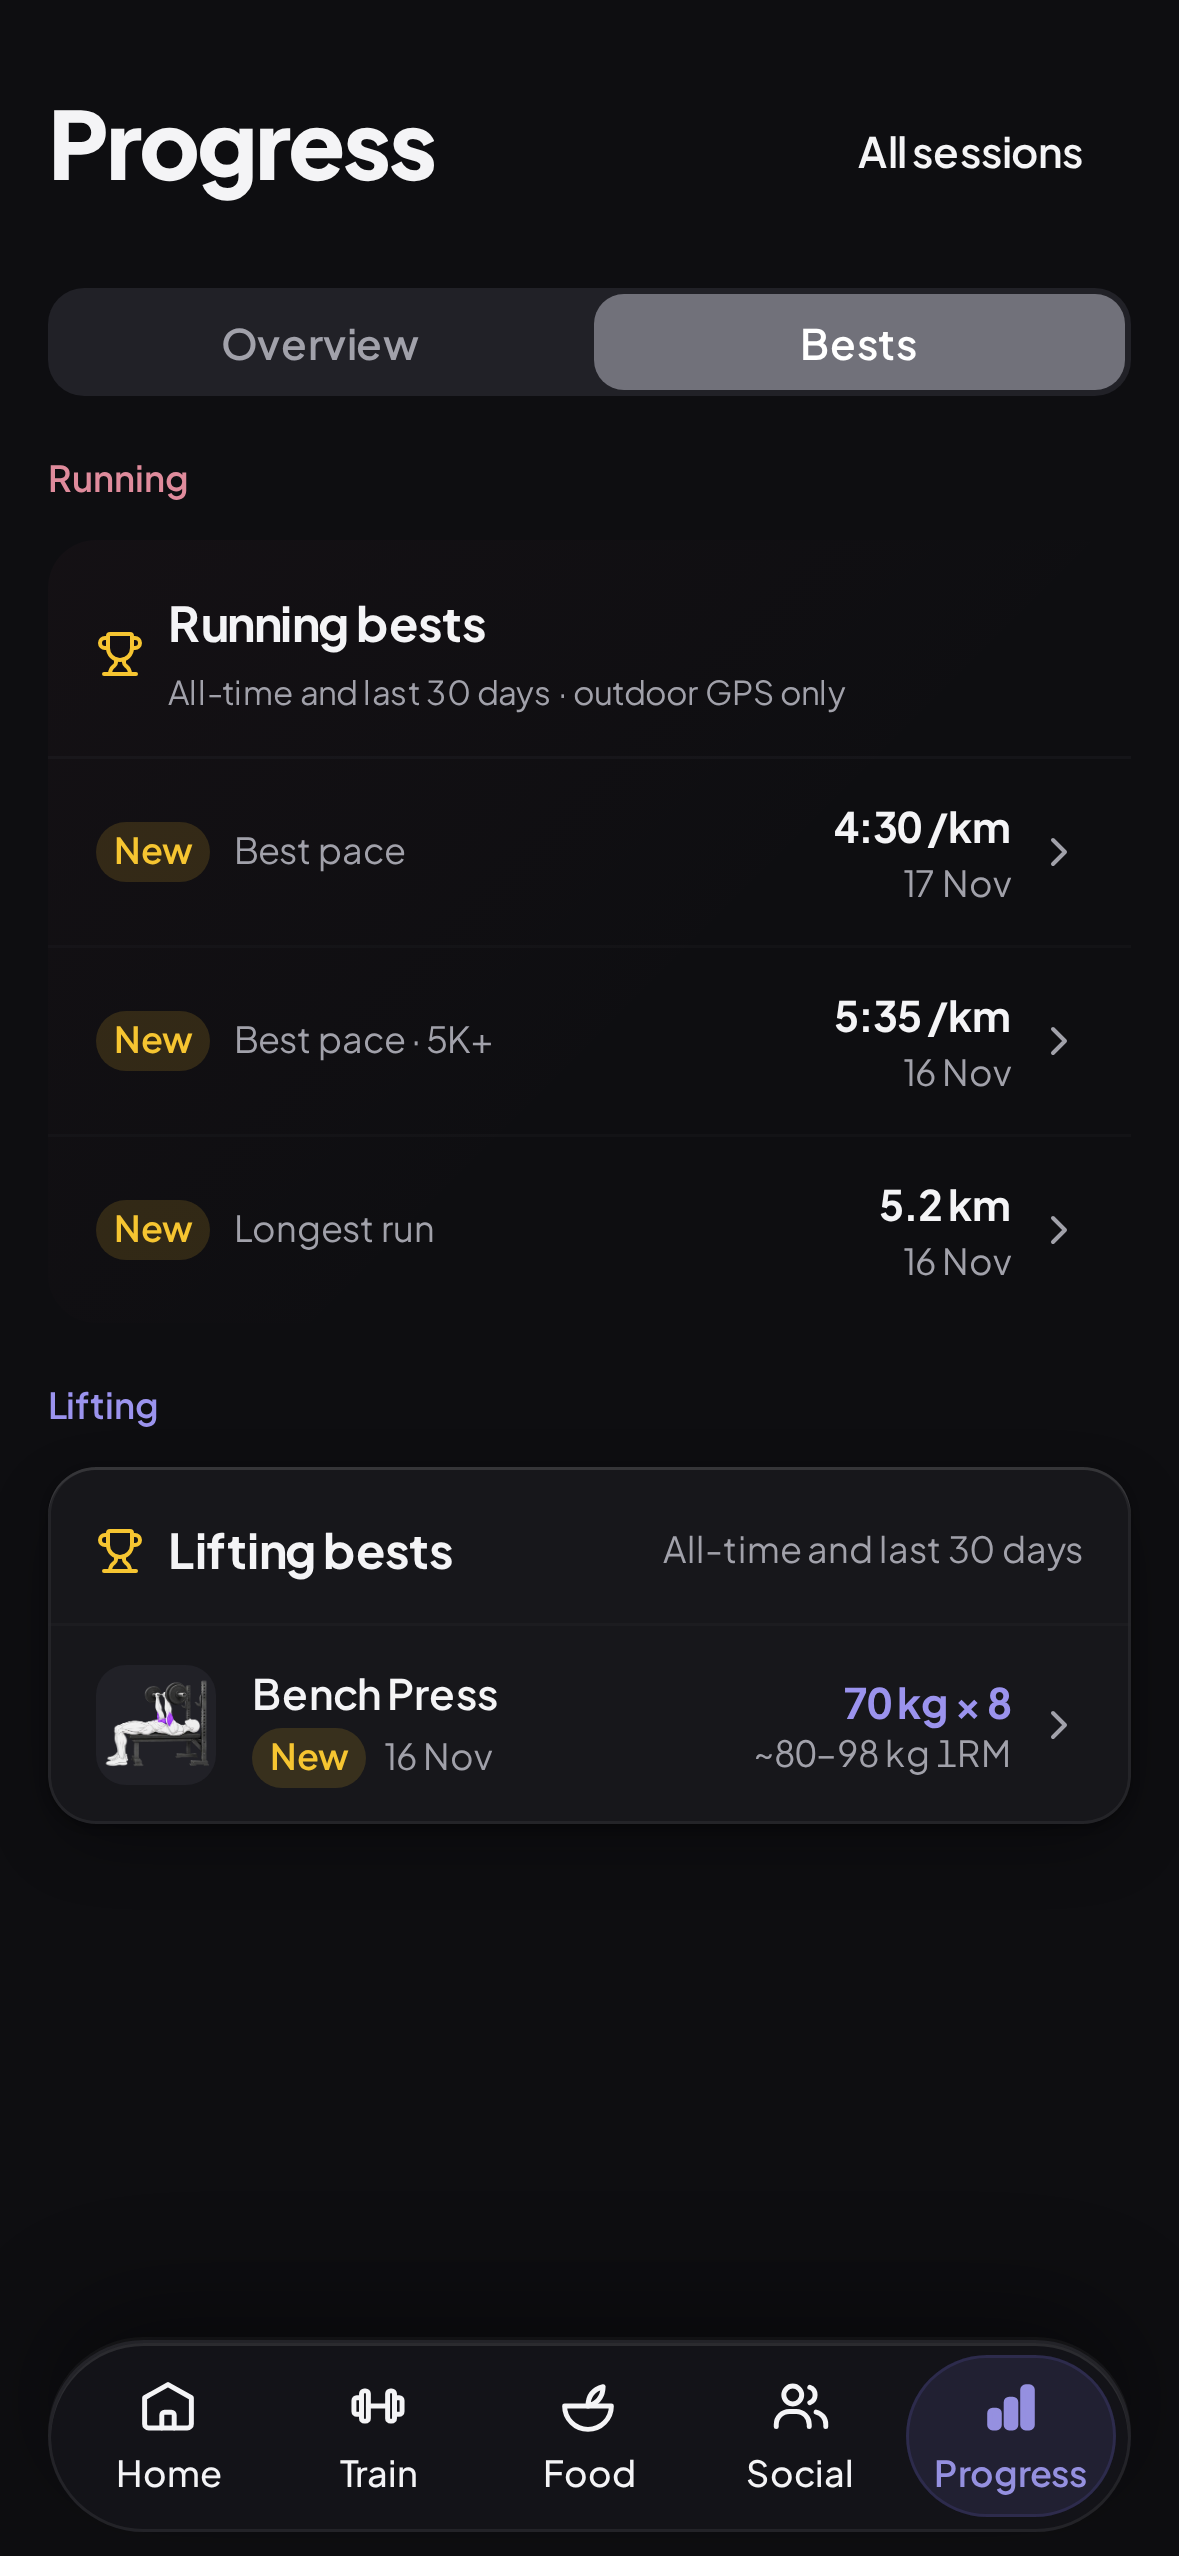 Progress
All sessions
Overview
Bests
Running
Running bests
All-time and last 30 days · outdoor GPS only
New Best pace
4:30 /km
17 Nov
New Best pace · 5K+
5:35 /km
16 Nov
New Longest run
5.2 km
16 Nov
Lifting
Lifting bests
All-time and last 30 days
Bench Press
New 16 Nov
70 kg × 8
~80–98 kg 1RM
Home
Train
Food
Social
Progress